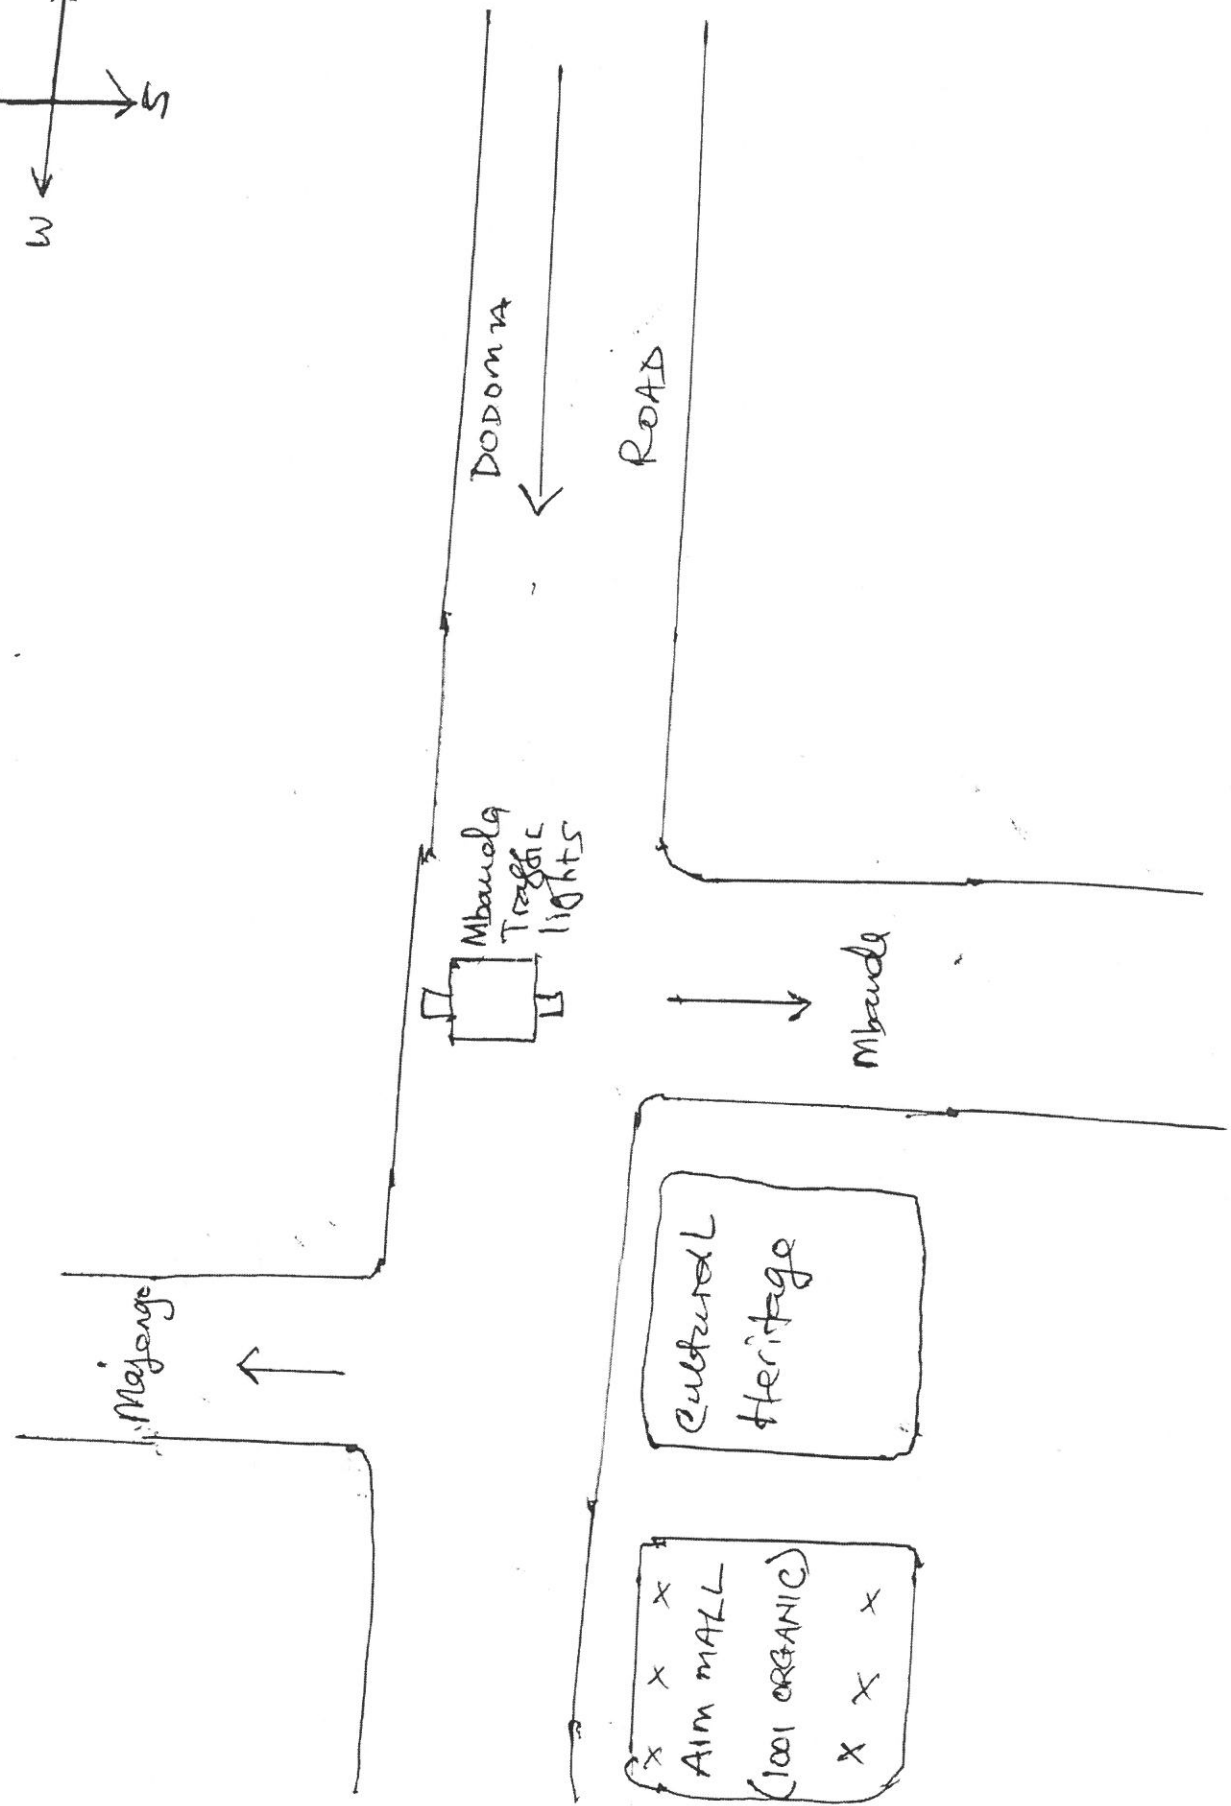 W
S
Majengo
DODOMA
ROAD
Mbauda
Traffic
lights
Mbauda
Cultural
Heritage
AIM MALL
(1001 ORGANIC)